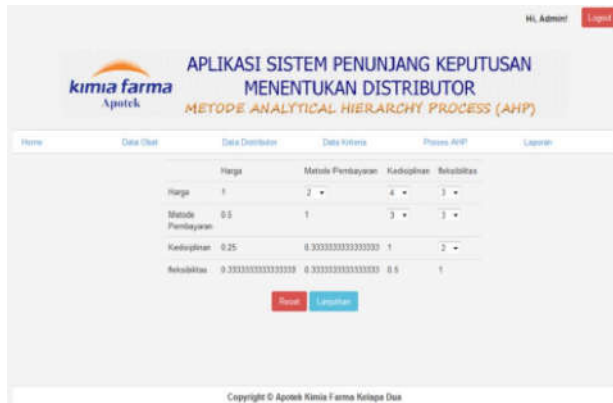 Hi, Admin! Logout
kimia farma
Apotek
APLIKASI SISTEM PENUNJANG KEPUTUSAN
MENENTUKAN DISTRIBUTOR
METODE ANALYTICAL HIERARCHY PROCESS (AHP)
Home Data Obat Data Distributor Data Kriteria Proses AHP Laporan
Harga Metode Pembayaran Kedisiplinan fleksibilitas
Harga 1 2 4 3
Metode Pembayaran 0.5 1 3 3
Kedisiplinan 0.25 0.3333333333333333 1 2
fleksibilitas 0.3333333333333333 0.3333333333333333 0.5 1
Reset Lanjutkan
Copyright © Apotek Kimia Farma Kelapa Dua